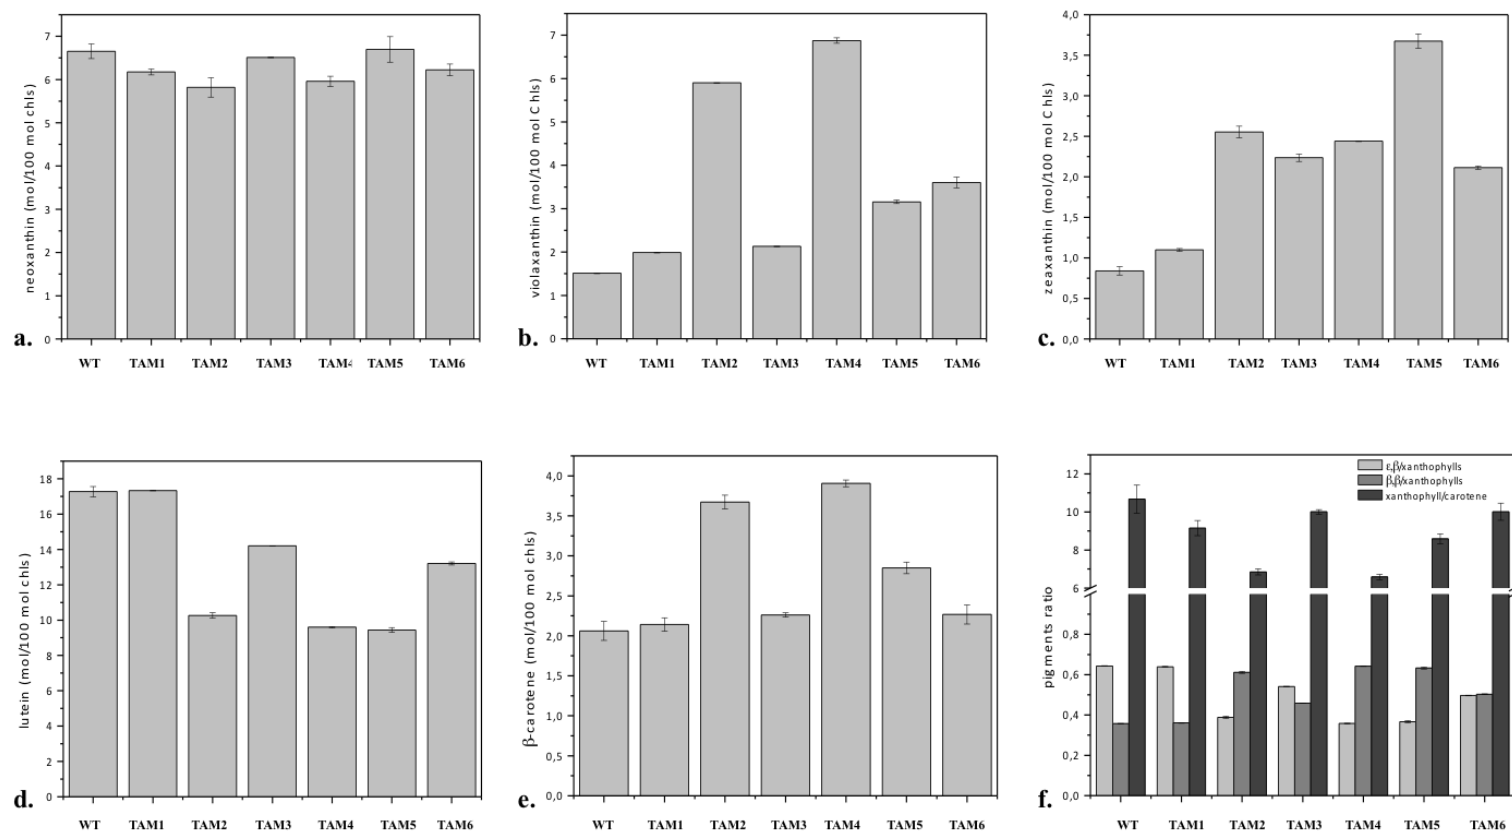 neoxanthin (mol/100 mol chls)
7
6
5
4
3
2
1
0
a.
WT TAM1 TAM2 TAM3 TAM4 TAM5 TAM6
violaxanthin (mol/100 mol C hls)
7
6
5
4
3
2
1
0
b.
WT TAM1 TAM2 TAM3 TAM4 TAM5 TAM6
zeaxanthin (mol/100 mol C hls)
4,0
3,5
3,0
2,5
2,0
1,5
1,0
0,5
0,0
c.
WT TAM1 TAM2 TAM3 TAM4 TAM5 TAM6
lutein (mol/100 mol chls)
18
16
14
12
10
8
6
4
2
0
d.
WT TAM1 TAM2 TAM3 TAM4 TAM5 TAM6
β-carotene (mol/100 mol chls)
4,0
3,5
3,0
2,5
2,0
1,5
1,0
0,5
0,0
e.
WT TAM1 TAM2 TAM3 TAM4 TAM5 TAM6
pigments ratio
12
10
8
6
0,8
0,6
0,4
0,2
0,0
ε,β/xanthophylls
β,β/xanthophylls
xanthophyll/carotene
f.
WT TAM1 TAM2 TAM3 TAM4 TAM5 TAM6